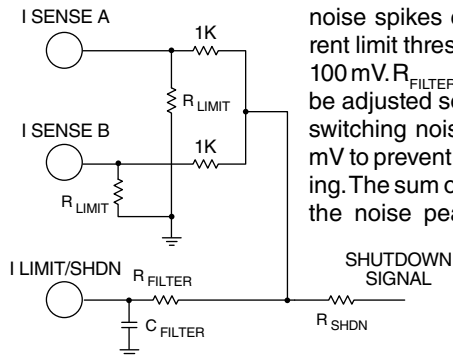 I SENSE A
1K
R LIMIT
I SENSE B
1K
R LIMIT
I LIMIT/SHDN
R FILTER
C FILTER
SHUTDOWN
SIGNAL
R SHDN
noise spikes
rent limit thres
100 mV. R FILTER
be adjusted s
switching nois
mV to prevent
ing. The sum o
the noise pea